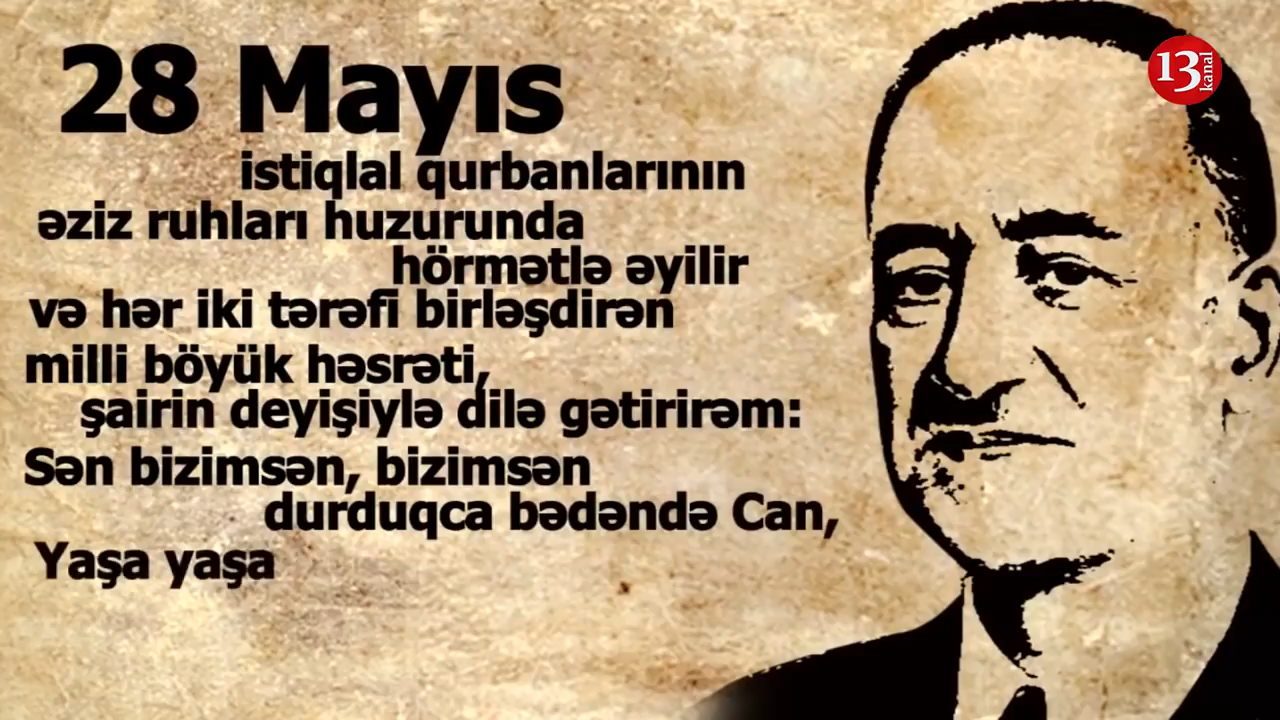 28 Mayıs
istiqlal qurbanlarının
əziz ruhları huzurunda
hörmətlə əyilir
və hər iki tərəfi birləşdirən
milli böyük həsrəti,
şairin deyişiylə dilə gətirirəm:
Sən bizimsən, bizimsən
durduqca bədəndə Can,
Yaşa yaşa
13 kanal